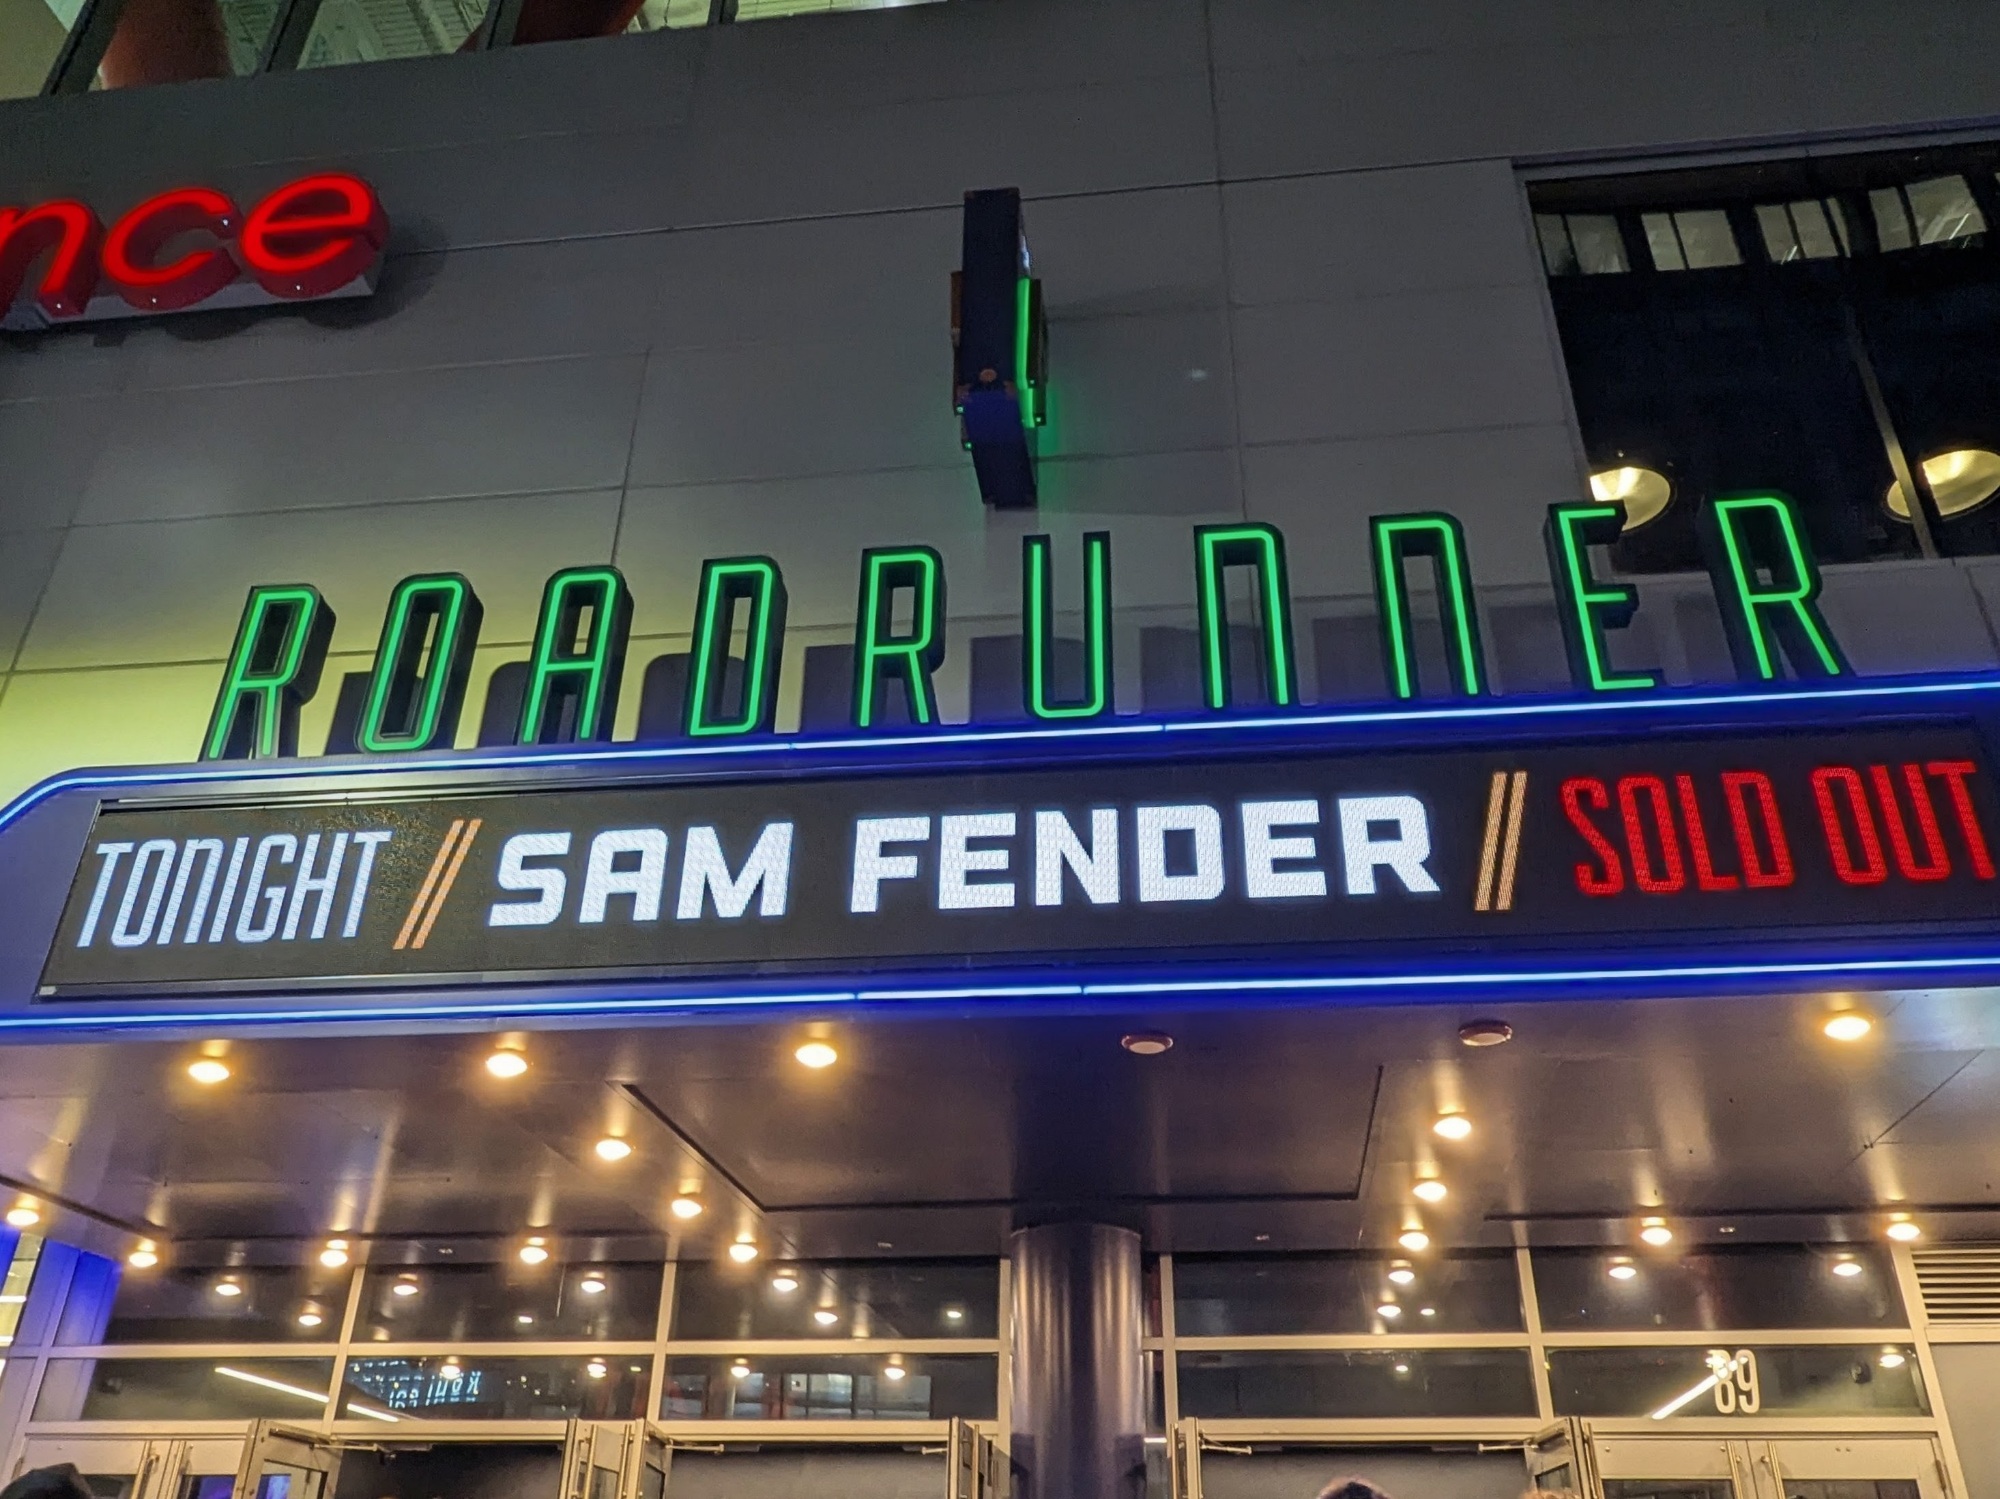 nce
ROADRUNNER
TONIGHT // SAM FENDER // SOLD OUT
89